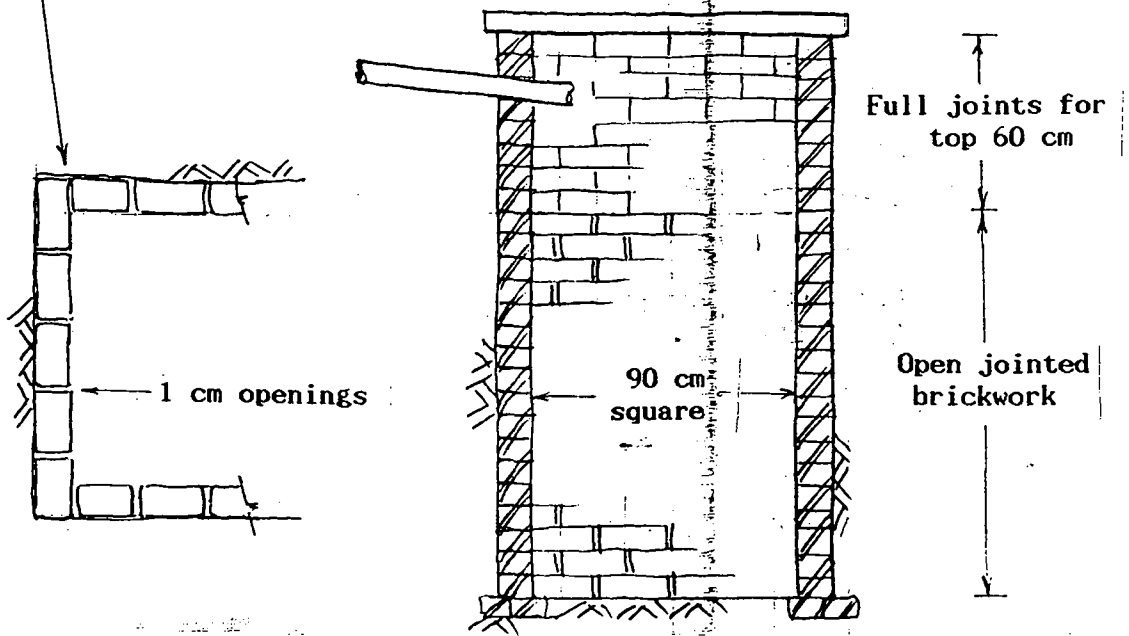 Full joints for
top 60 cm
1 cm openings
90 cm
square
Open jointed
brickwork